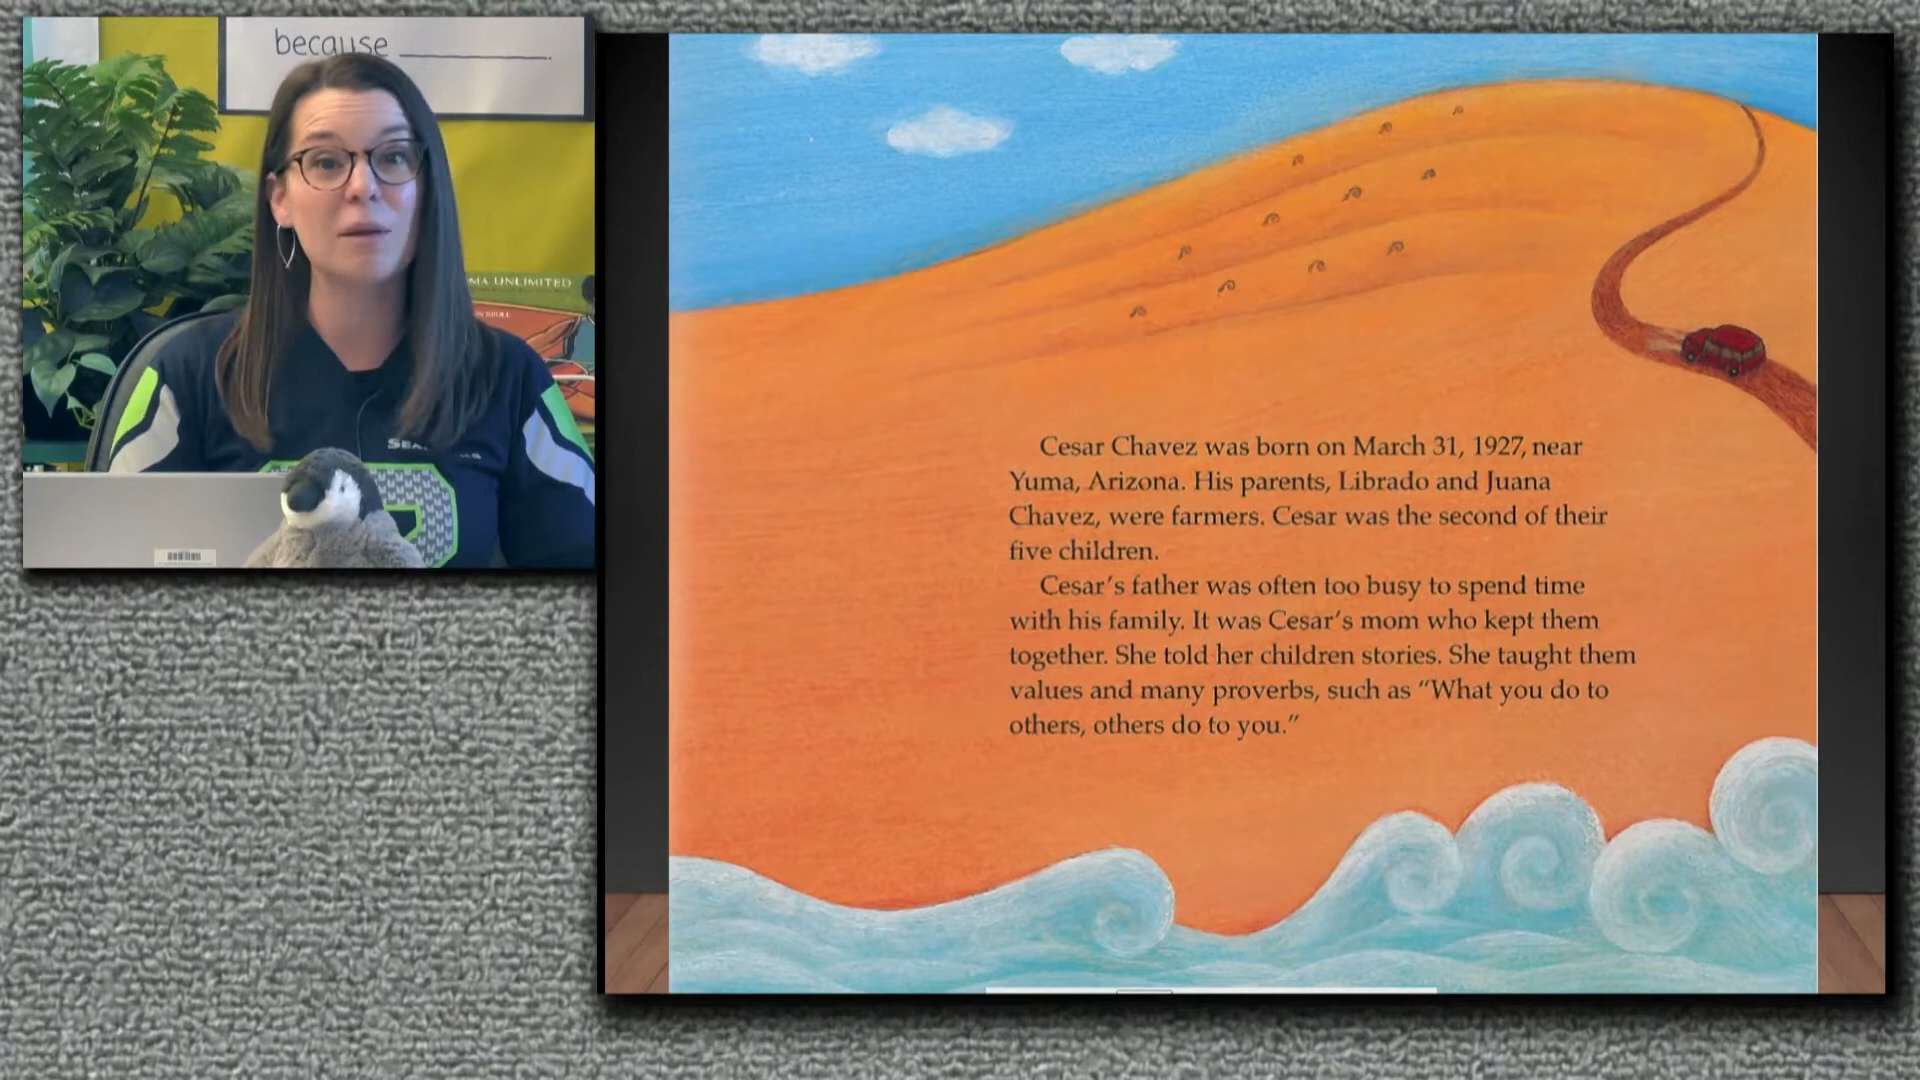 because ________.
MA UNLIMITED
Cesar Chavez was born on March 31, 1927, near
Yuma, Arizona. His parents, Librado and Juana
Chavez, were farmers. Cesar was the second of their
five children.
Cesar's father was often too busy to spend time
with his family. It was Cesar's mom who kept them
together. She told her children stories. She taught them
values and many proverbs, such as “What you do to
others, others do to you.”